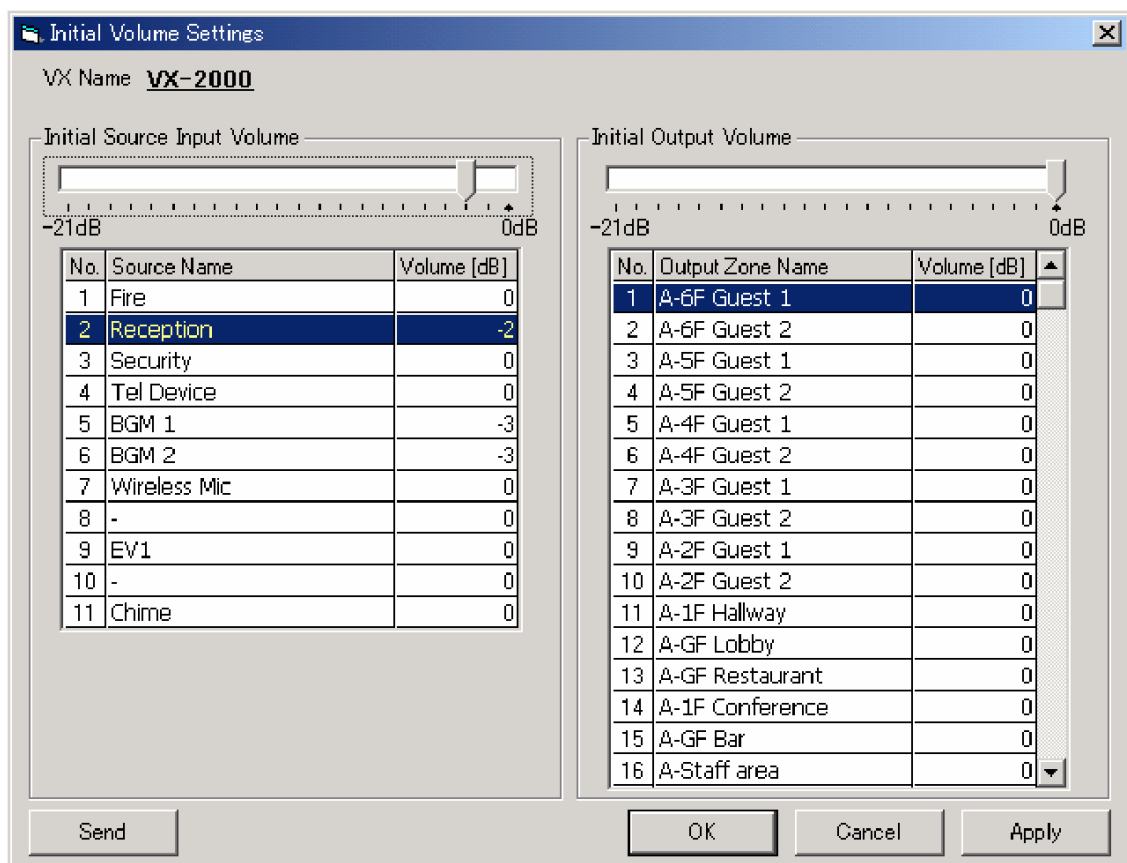 Initial Volume Settings
VX Name VX-2000
Initial Source Input Volume
-21dB 0dB
No. Source Name Volume [dB]
1 Fire 0
2 Reception -2
3 Security 0
4 Tel Device 0
5 BGM 1 -3
6 BGM 2 -3
7 Wireless Mic 0
8 - 0
9 EV1 0
10 - 0
11 Chime 0
Initial Output Volume
-21dB 0dB
No. Output Zone Name Volume [dB]
1 A-6F Guest 1 0
2 A-6F Guest 2 0
3 A-5F Guest 1 0
4 A-5F Guest 2 0
5 A-4F Guest 1 0
6 A-4F Guest 2 0
7 A-3F Guest 1 0
8 A-3F Guest 2 0
9 A-2F Guest 1 0
10 A-2F Guest 2 0
11 A-1F Hallway 0
12 A-GF Lobby 0
13 A-GF Restaurant 0
14 A-1F Conference 0
15 A-GF Bar 0
16 A-Staff area 0
Send OK Cancel Apply